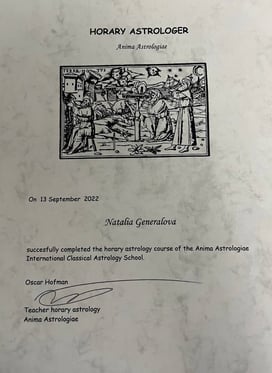 HORARY ASTROLOGER
Anima Astrologiae
On 13 September 2022
Natalia Generalova
succesfully completed the horary astrology course of the Anima Astrologiae
International Classical Astrology School.
Oscar Hofman
Teacher horary astrology
Anima Astrologiae